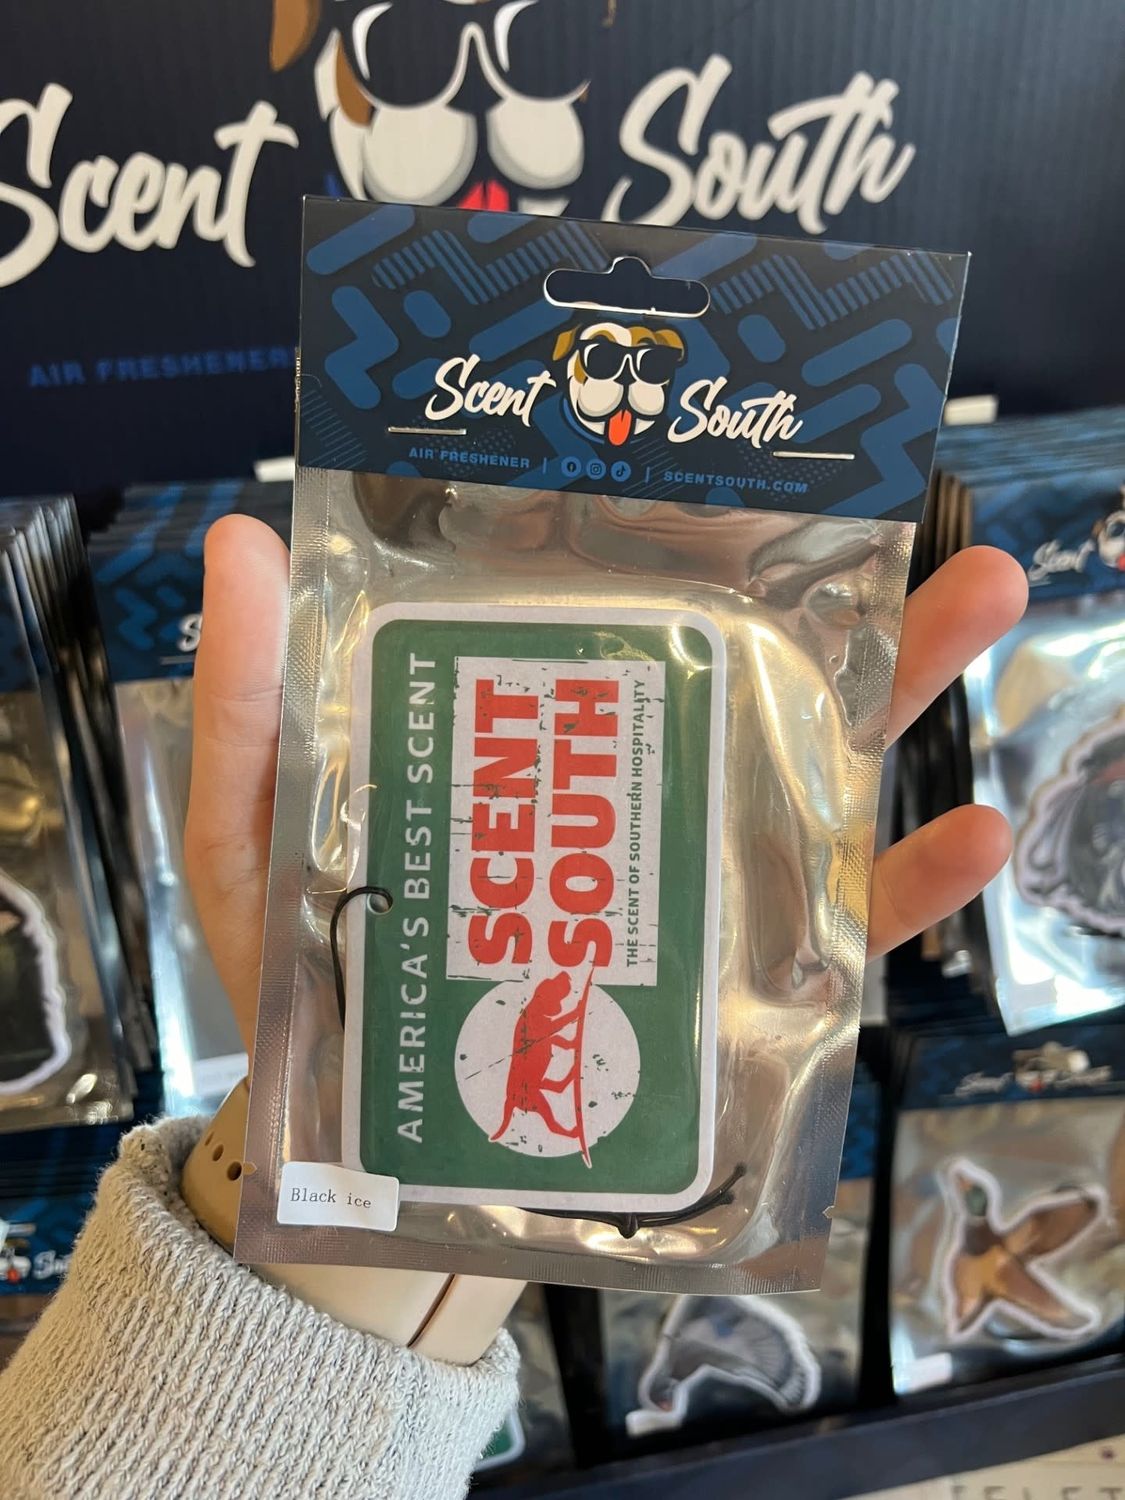 Scent South
AIR FRESHENER
Scent South
AIR FRESHENER | | SCENTSOUTH.COM
AMERICA'S BEST SCENT
SCENT
SOUTH
THE SCENT OF SOUTHERN HOSPITALITY
Black ice
Scent